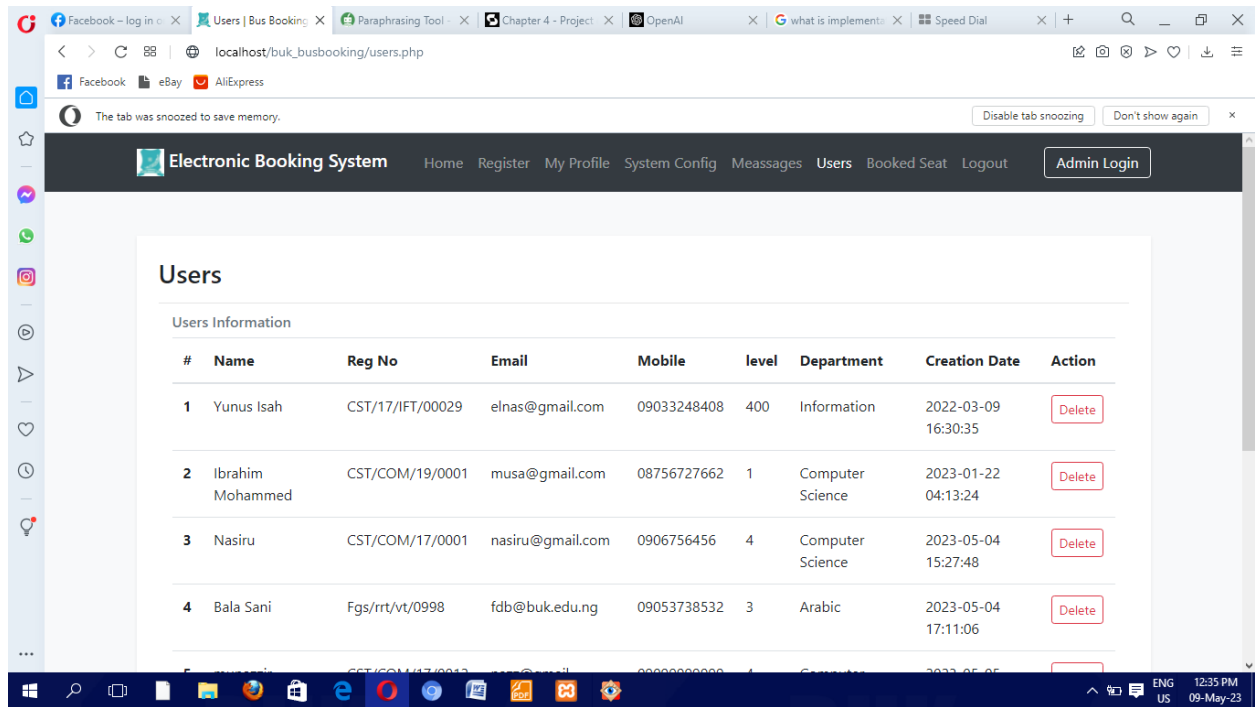 Facebook – log in o
Users | Bus Booking
Paraphrasing Tool -
Chapter 4 - Project
OpenAI
what is implementa
Speed Dial
localhost/buk_busbooking/users.php
Facebook
eBay
AliExpress
The tab was snoozed to save memory.
Disable tab snoozing
Don't show again
Electronic Booking System
Home Register My Profile System Config Meassages Users Booked Seat Logout
Admin Login
Users
Users Information
# Name Reg No Email Mobile level Department Creation Date Action
1 Yunus Isah CST/17/IFT/00029 elnas@gmail.com 09033248408 400 Information 2022-03-09 Delete
16:30:35
2 Ibrahim CST/COM/19/0001 musa@gmail.com 08756727662 1 Computer 2023-01-22 Delete
Mohammed Science 04:13:24
3 Nasiru CST/COM/17/0001 nasiru@gmail.com 0906756456 4 Computer 2023-05-04 Delete
Science 15:27:48
4 Bala Sani Fgs/rrt/vt/0998 fdb@buk.edu.ng 09053738532 3 Arabic 2023-05-04 Delete
17:11:06
ENG 12:35 PM
US 09-May-23